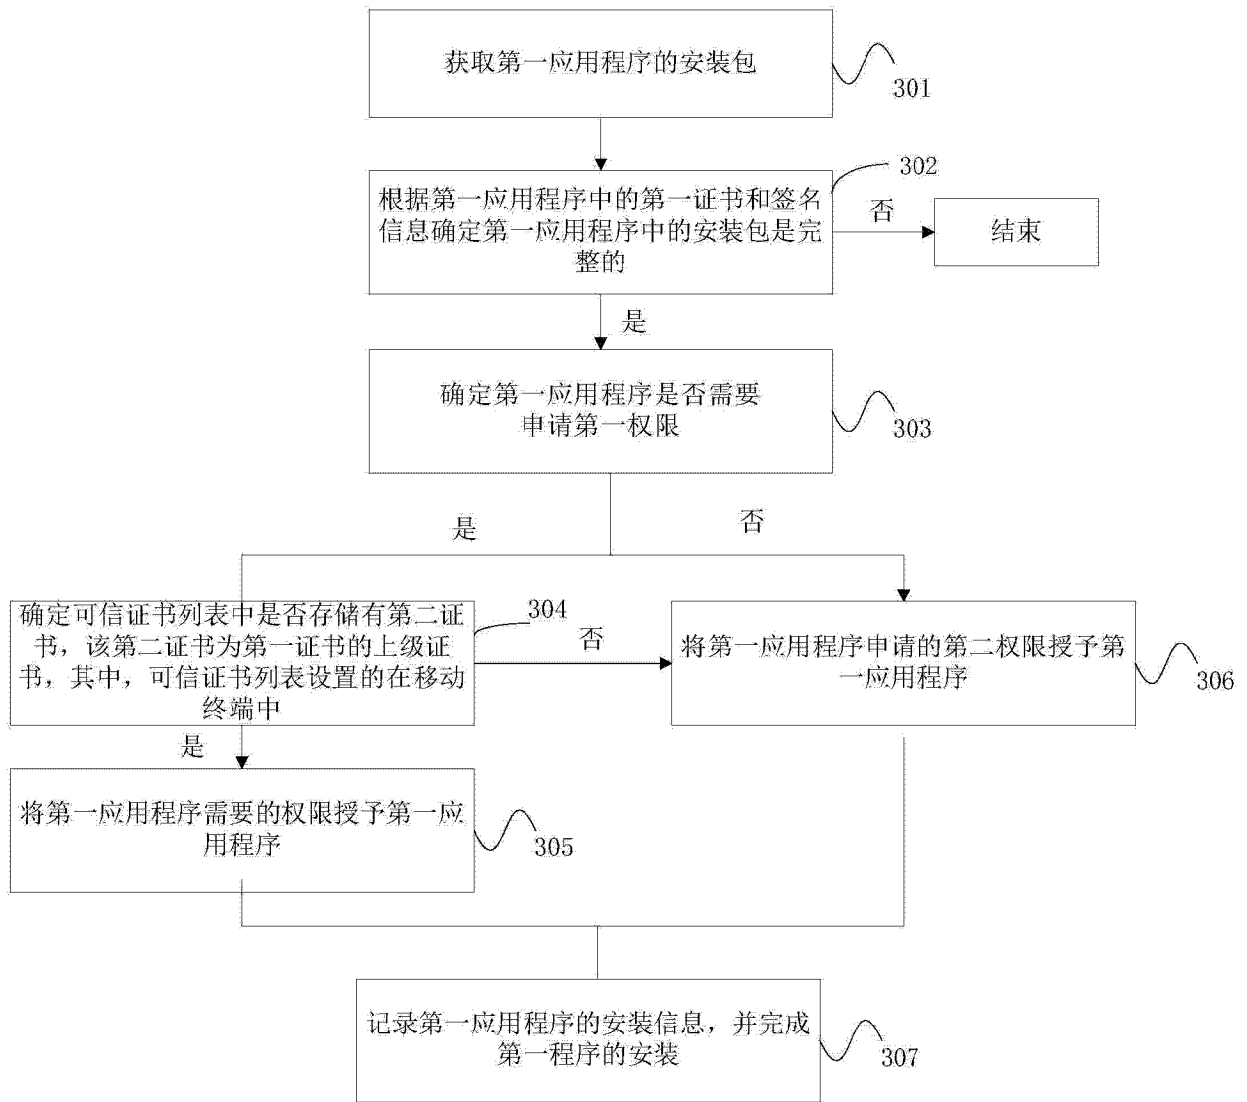 获取第一应用程序的安装包
301
302
根据第一应用程序中的第一证书和签名
信息确定第一应用程序中的安装包是完
整的
否
结束
是
确定第一应用程序是否需要
申请第一权限
303
是
否
确定可信证书列表中是否存储有第二证
书，该第二证书为第一证书的上级证
书，其中，可信证书列表设置的在移动
终端中
304
否
将第一应用程序申请的第二权限授予第
一应用程序
306
是
将第一应用程序需要的权限授予第一应
用程序
305
记录第一应用程序的安装信息，并完成
第一程序的安装
307